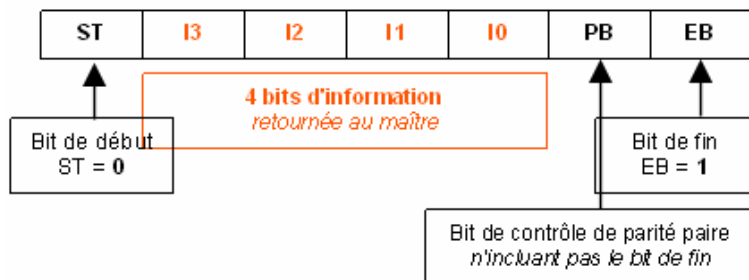 ST I3 I2 I1 I0 PB EB
4 bits d'information
retournée au maître
Bit de début
ST = 0
Bit de fin
EB = 1
Bit de contrôle de parité paire
n'incluant pas le bit de fin